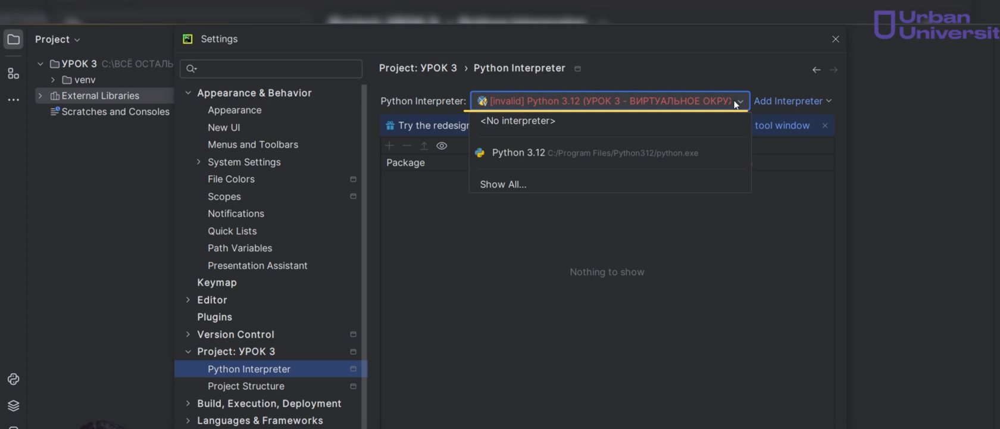 Urban
Universit
Project
УРОК 3 C:\ВСЁ ОСТАЛЬ
venv
External Libraries
Scratches and Consoles
Settings
Appearance & Behavior
Appearance
New UI
Menus and Toolbars
System Settings
File Colors
Scopes
Notifications
Quick Lists
Path Variables
Presentation Assistant
Keymap
Editor
Plugins
Version Control
Project: УРОК 3
Python Interpreter
Project Structure
Build, Execution, Deployment
Languages & Frameworks
Project: УРОК 3 › Python Interpreter
Python Interpreter: [invalid] Python 3.12 (УРОК 3 - ВИРТУАЛЬНОЕ ОКРУЖ Add Interpreter
Try the redesign tool window
<No interpreter>
Package
Python 3.12 C:/Program Files/Python312/python.exe
Show All...
Nothing to show